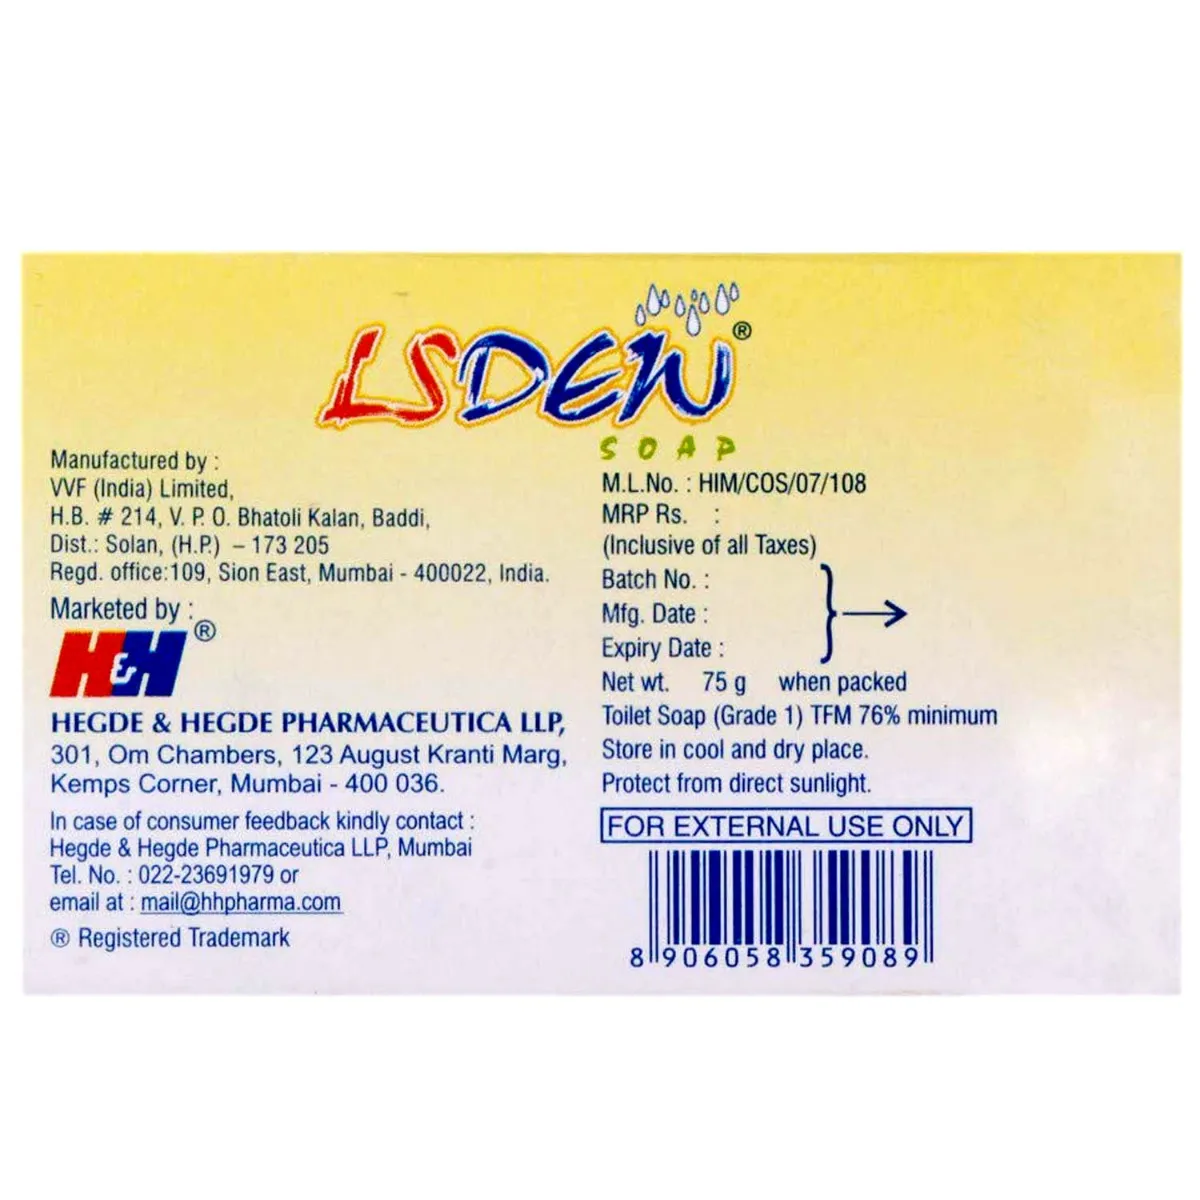 LSDEW®
SOAP
Manufactured by :
VVF (India) Limited,
H.B. # 214, V. P. O. Bhatoli Kalan, Baddi,
Dist.: Solan, (H.P.) – 173 205
Regd. office:109, Sion East, Mumbai - 400022, India.
Marketed by :
H&H®
HEGDE & HEGDE PHARMACEUTICA LLP,
301, Om Chambers, 123 August Kranti Marg,
Kemps Corner, Mumbai - 400 036.
In case of consumer feedback kindly contact :
Hegde & Hegde Pharmaceutica LLP, Mumbai
Tel. No. : 022-23691979 or
email at : mail@hhpharma.com
® Registered Trademark
M.L.No. : HIM/COS/07/108
MRP Rs. :
(Inclusive of all Taxes)
Batch No. :
Mfg. Date :
Expiry Date :
Net wt. 75 g when packed
Toilet Soap (Grade 1) TFM 76% minimum
Store in cool and dry place.
Protect from direct sunlight.
FOR EXTERNAL USE ONLY
8 906058 359089